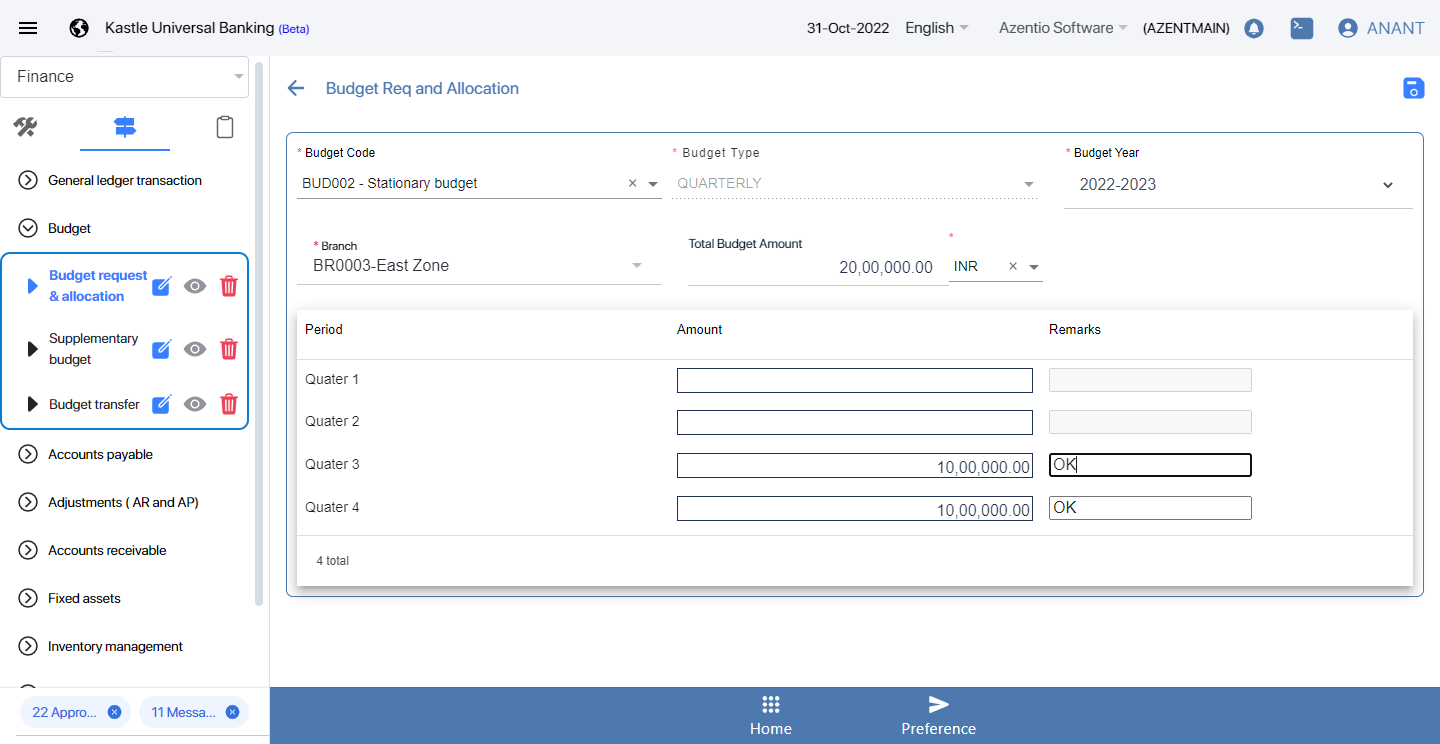 Kastle Universal Banking (Beta)
31-Oct-2022
English
Azentio Software
(AZENTMAIN)
ANANT
Finance
General ledger transaction
Budget
Budget request
& allocation
Supplementary
budget
Budget transfer
Accounts payable
Adjustments ( AR and AP)
Accounts receivable
Fixed assets
Inventory management
22 Appro...
11 Messa...
Budget Req and Allocation
* Budget Code
* Budget Type
* Budget Year
BUD002 - Stationary budget
QUARTERLY
2022-2023
* Branch
Total Budget Amount
*
BR0003-East Zone
20,00,000.00
INR
Period Amount Remarks
Quater 1
Quater 2
Quater 3 10,00,000.00 OK
Quater 4 10,00,000.00 OK
4 total
Home
Preference